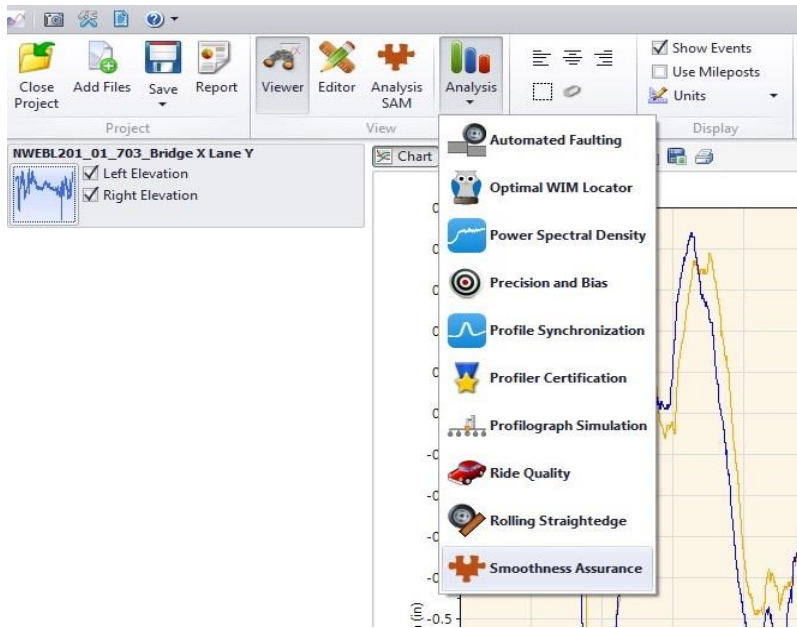 Close Project
Add Files
Save
Report
Viewer
Editor
Analysis SAM
Analysis
Show Events
Use Mileposts
Units
Project
View
Display
NWEBL201_01_703_Bridge X Lane Y
Left Elevation
Right Elevation
Chart
Automated Faulting
Optimal WIM Locator
Power Spectral Density
Precision and Bias
Profile Synchronization
Profiler Certification
Profilograph Simulation
Ride Quality
Rolling Straightedge
Smoothness Assurance
(in)
-0.5